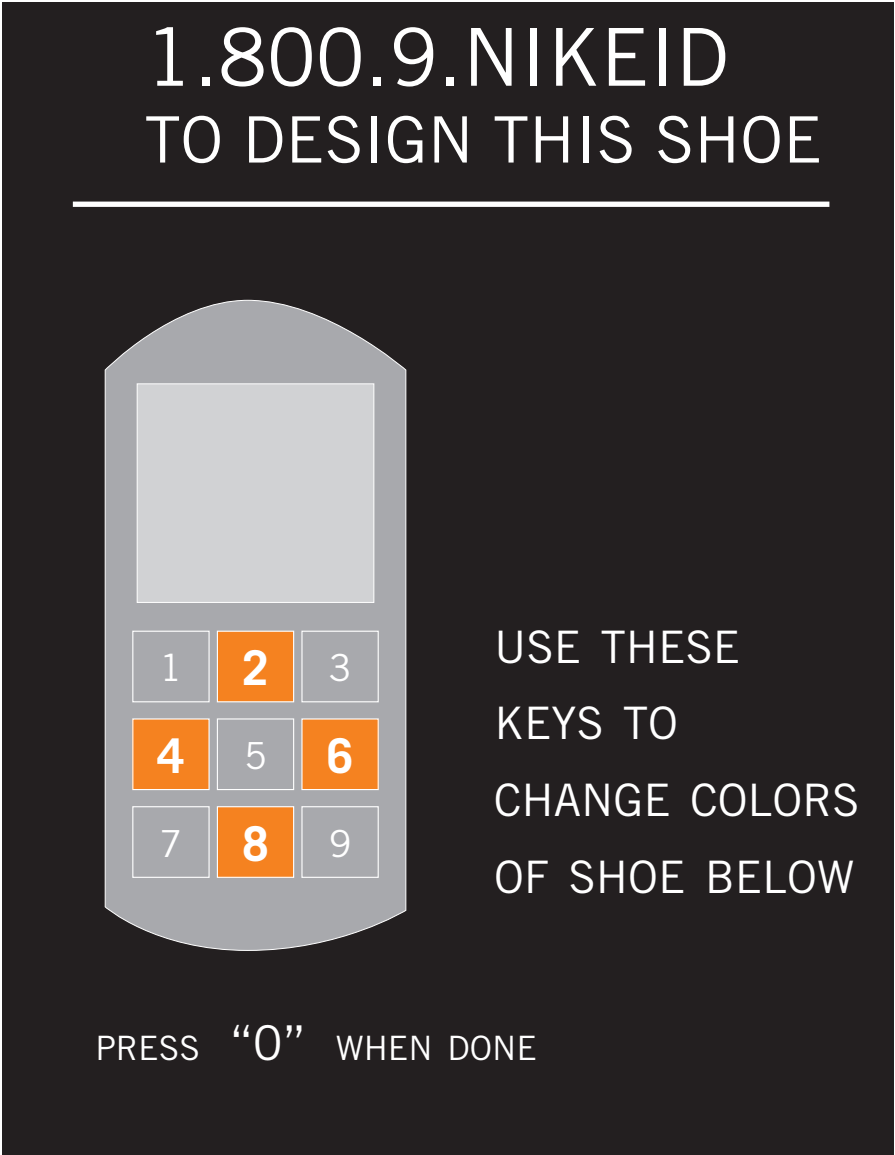 1.800.9.NIKEID
TO DESIGN THIS SHOE
1 2 3
4 5 6
7 8 9
USE THESE
KEYS TO
CHANGE COLORS
OF SHOE BELOW
PRESS “0” WHEN DONE